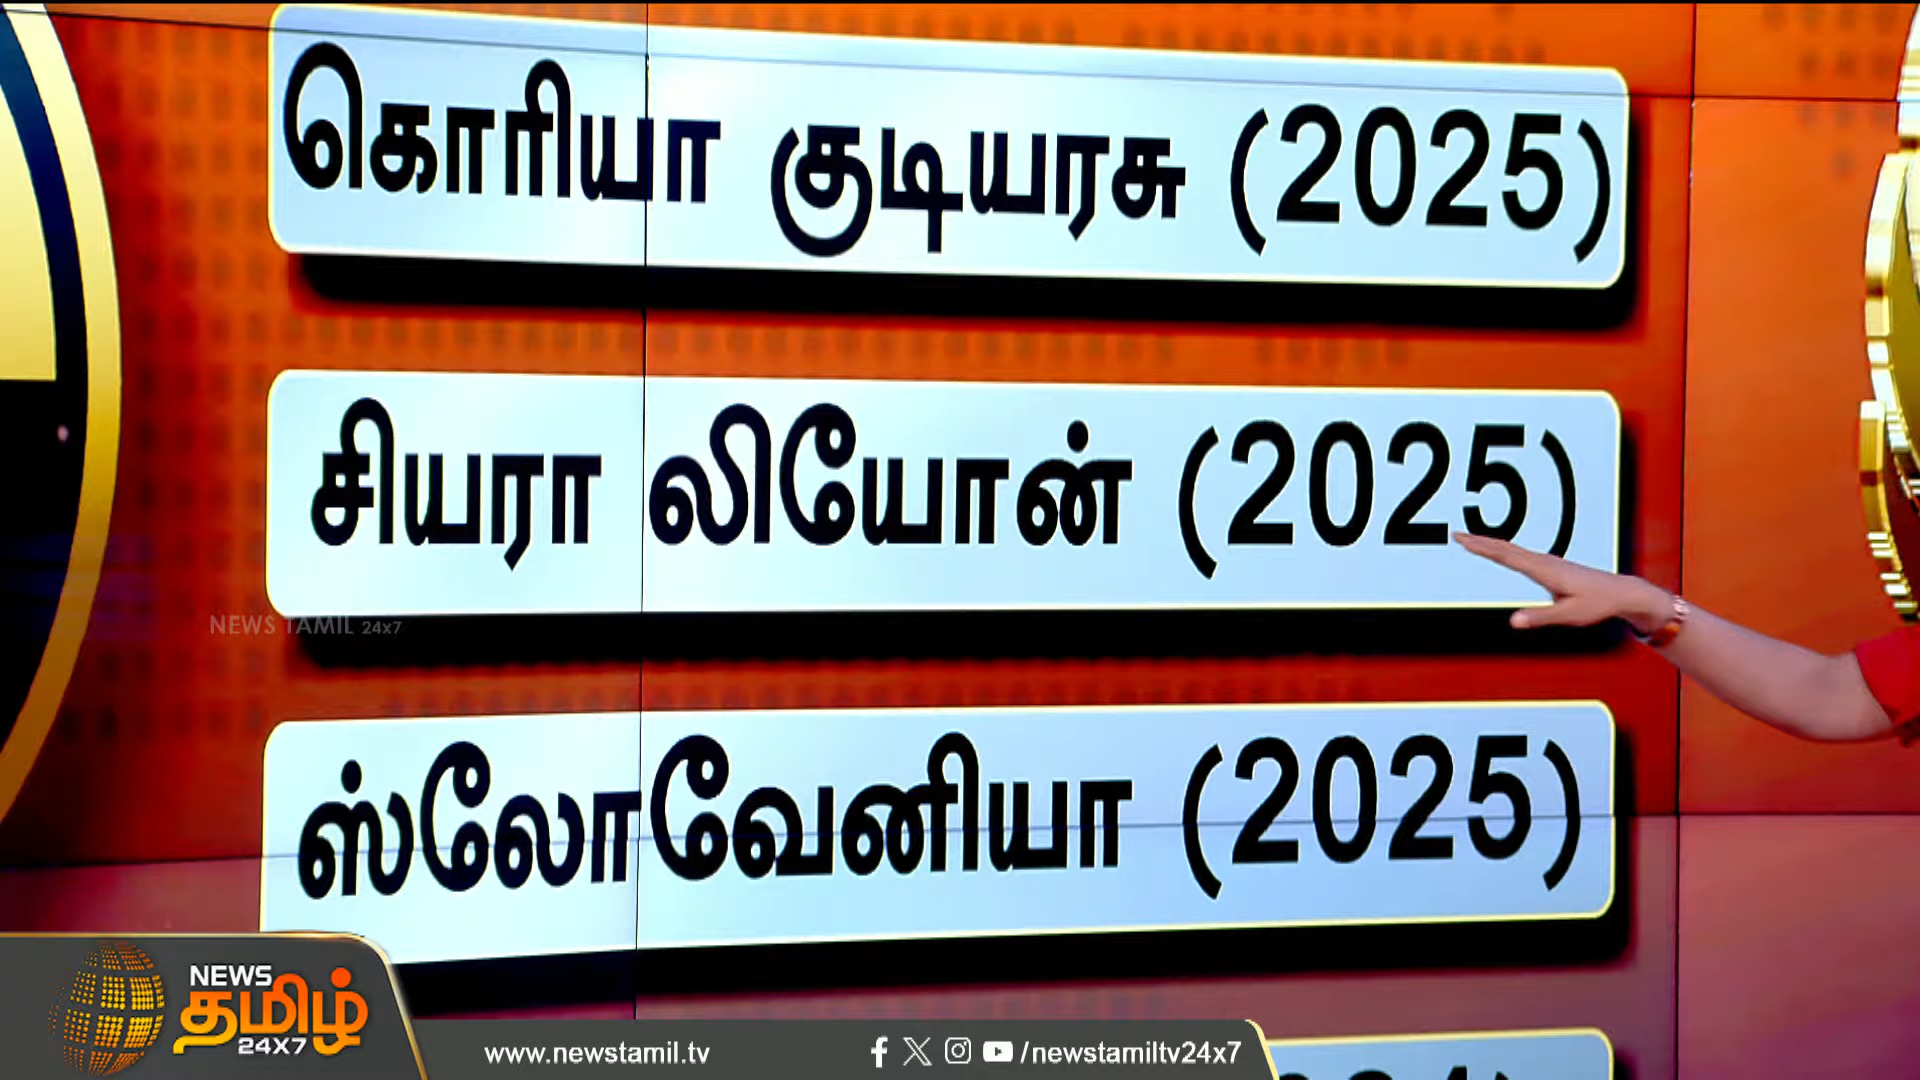 கொரியா குடியரசு (2025)
சியரா லியோன் (2025)
NEWS TAMIL 24x7
ஸ்லோவேனியா (2025)
NEWS
தமிழ்
24X7
www.newstamil.tv
/newstamiltv24x7